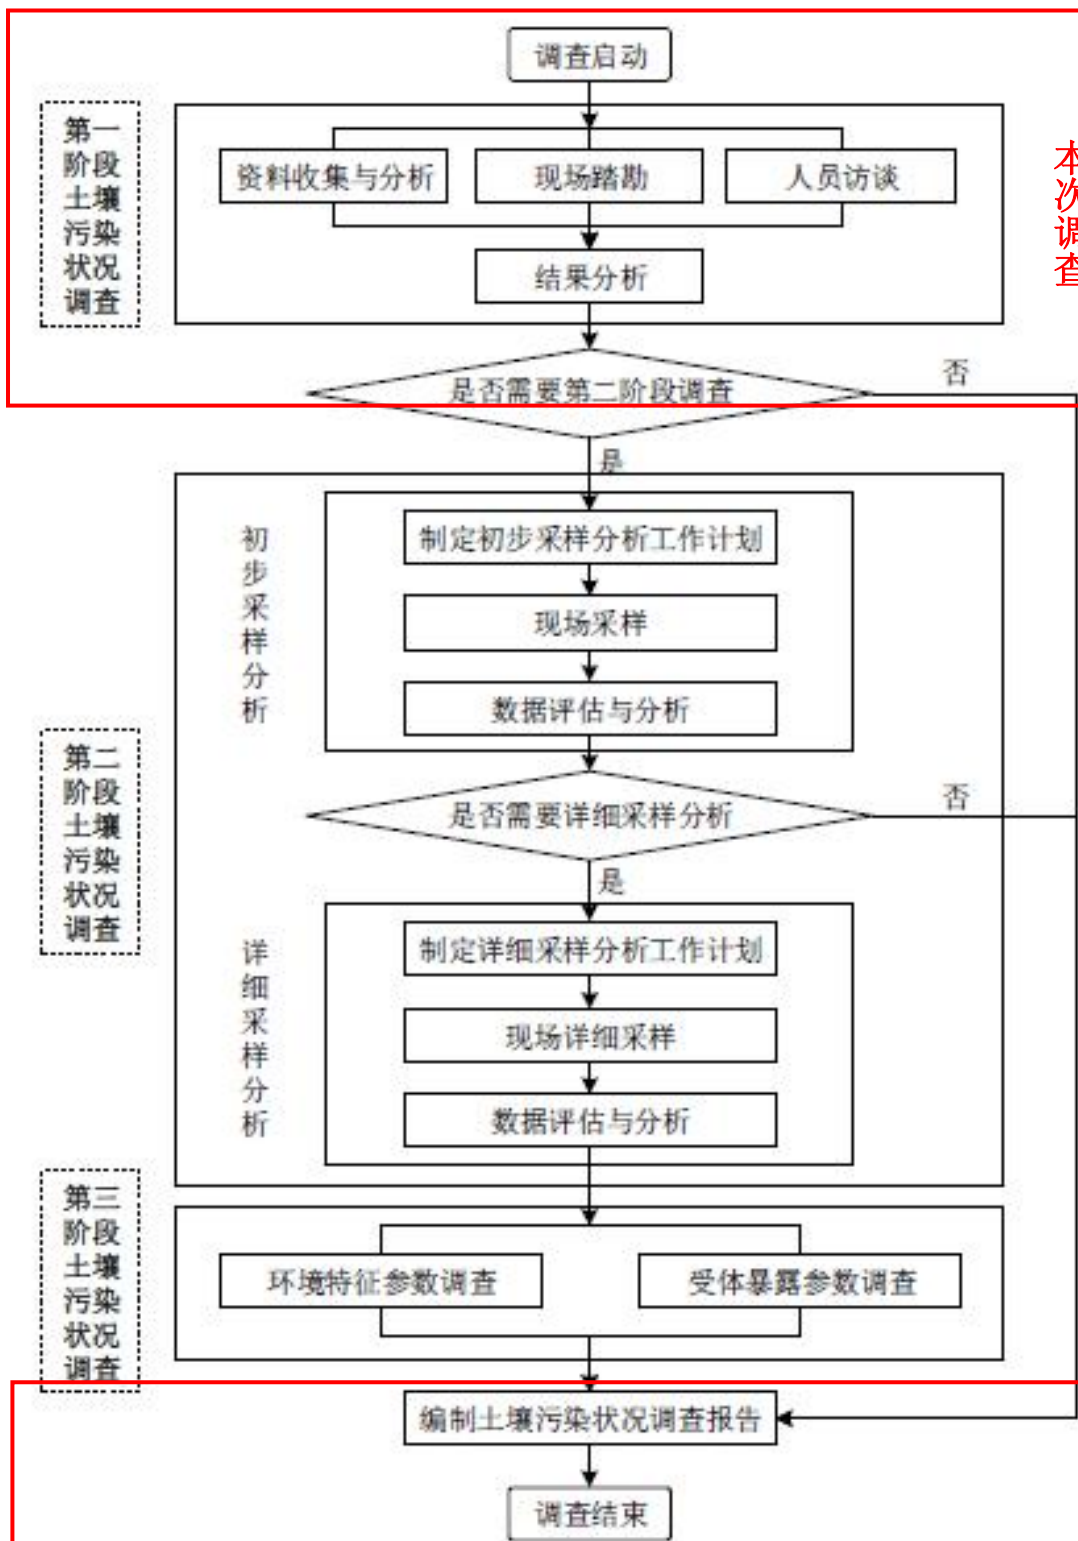 调查启动
第一
阶段
土壤
污染
状况
调查
资料收集与分析
现场踏勘
人员访谈
本次调查
结果分析
是否需要第二阶段调查
否
是
初步采样分析
制定初步采样分析工作计划
现场采样
数据评估与分析
第二
阶段
土壤
污染
状况
调查
是否需要详细采样分析
否
是
详细采样分析
制定详细采样分析工作计划
现场详细采样
数据评估与分析
第三
阶段
土壤
污染
状况
调查
环境特征参数调查
受体暴露参数调查
编制土壤污染状况调查报告
调查结束